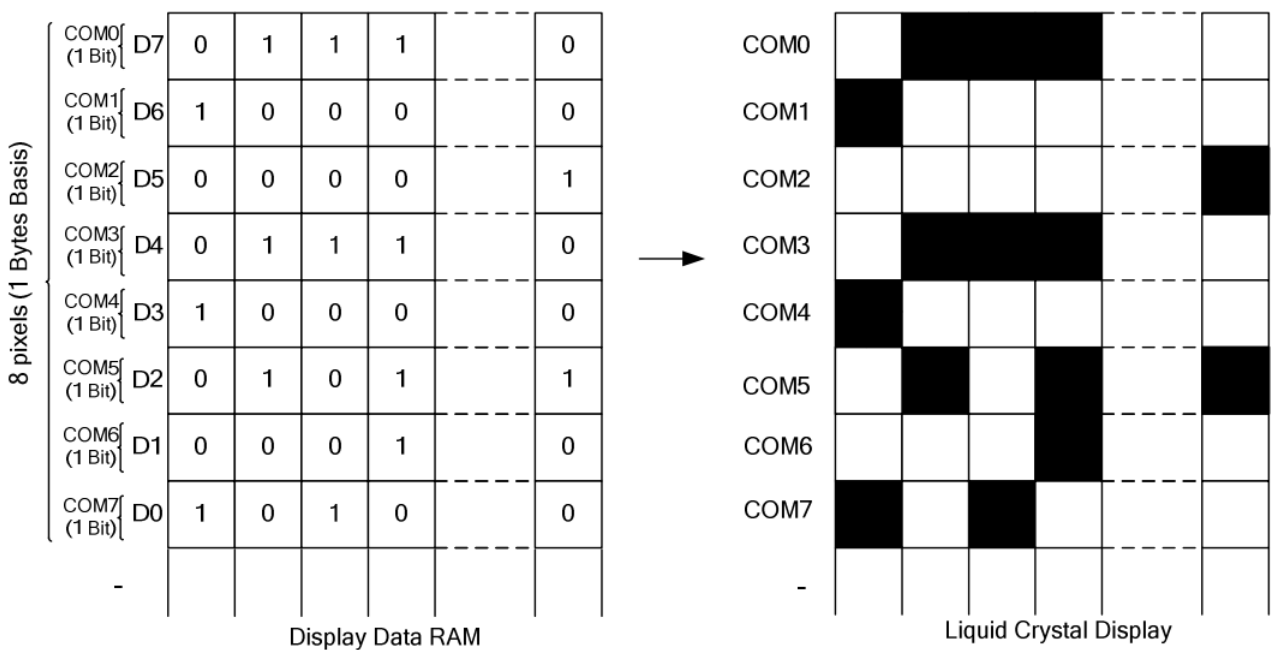 8 pixels (1 Bytes Basis)
COM0 (1 Bit) D7 0 1 1 1 0
COM1 (1 Bit) D6 1 0 0 0 0
COM2 (1 Bit) D5 0 0 0 0 1
COM3 (1 Bit) D4 0 1 1 1 0
COM4 (1 Bit) D3 1 0 0 0 0
COM5 (1 Bit) D2 0 1 0 1 1
COM6 (1 Bit) D1 0 0 0 1 0
COM7 (1 Bit) D0 1 0 1 0 0
-
Display Data RAM
COM0
COM1
COM2
COM3
COM4
COM5
COM6
COM7
-
Liquid Crystal Display